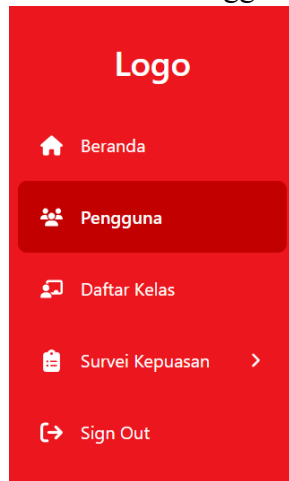 Logo
Beranda
Pengguna
Daftar Kelas
Survei Kepuasan
Sign Out